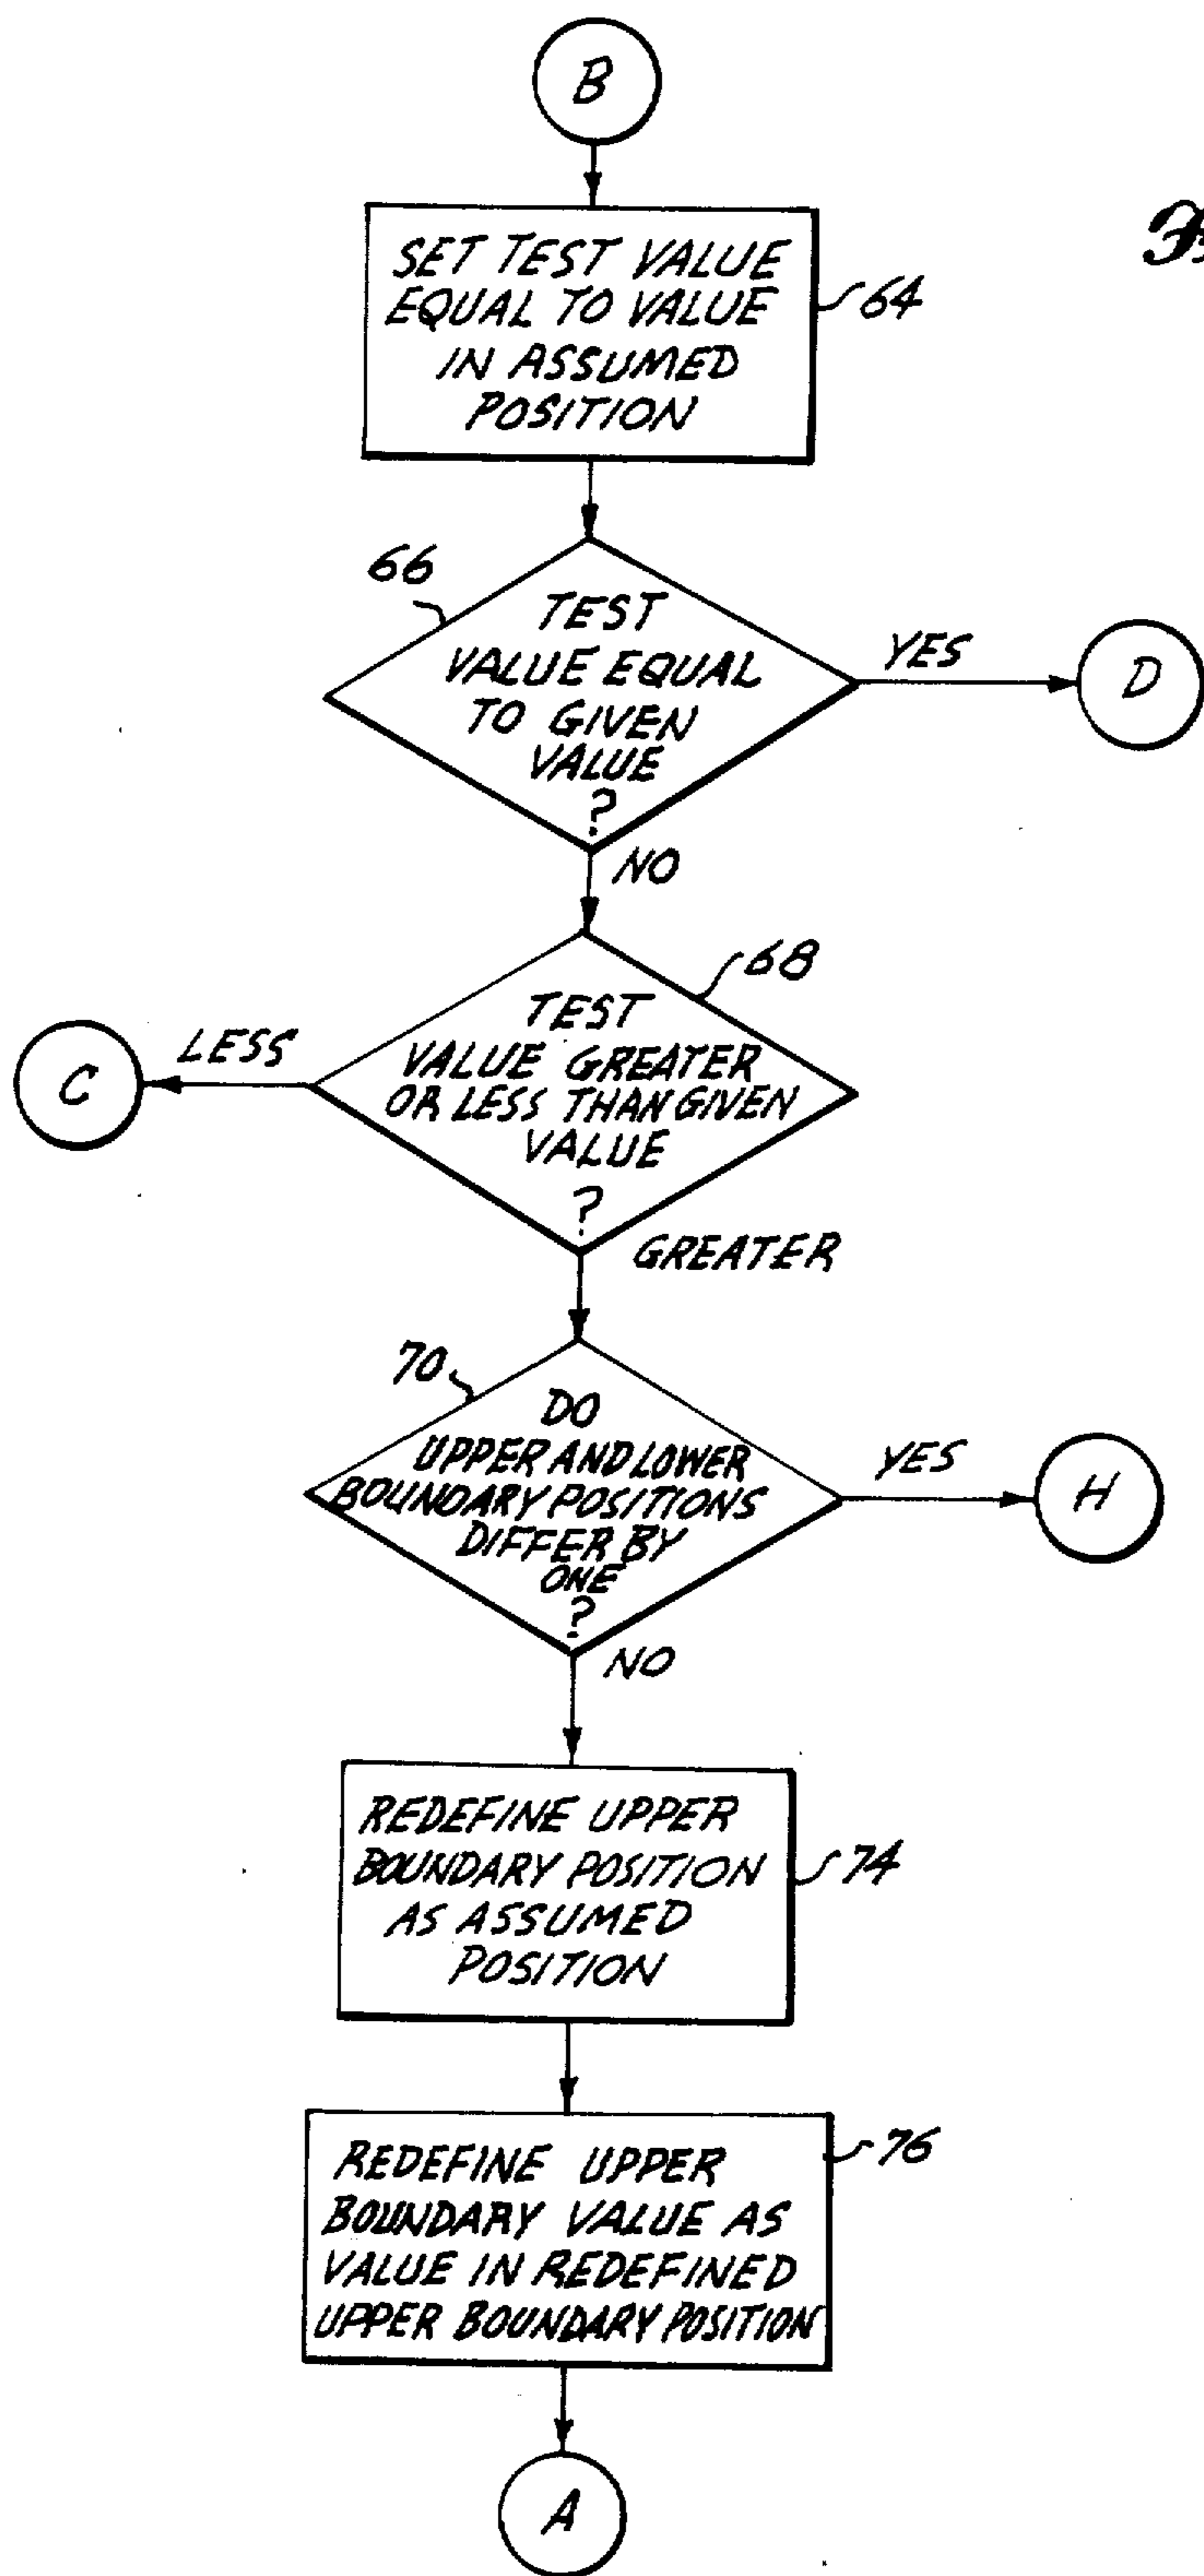 B
SET TEST VALUE
EQUAL TO VALUE
IN ASSUMED
POSITION
64
66
TEST
VALUE EQUAL
TO GIVEN
VALUE
?
YES
D
NO
68
TEST
VALUE GREATER
OR LESS THAN GIVEN
VALUE
?
LESS
C
GREATER
70
DO
UPPER AND LOWER
BOUNDARY POSITIONS
DIFFER BY
ONE
?
YES
H
NO
REDEFINE UPPER
BOUNDARY POSITION
AS ASSUMED
POSITION
74
REDEFINE UPPER
BOUNDARY VALUE AS
VALUE IN REDEFINED
UPPER BOUNDARY POSITION
76
A